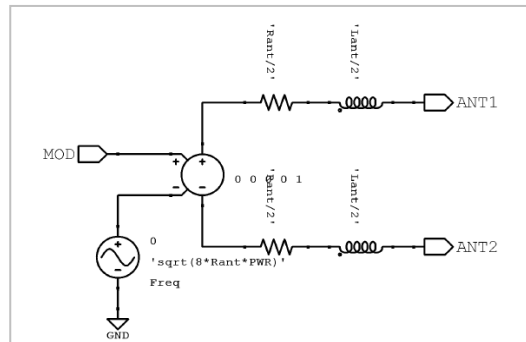 'Rant/2'
'Lant/2'
ANT1
MOD
+
-
+
-
0 0 0 0 1
'Rant/2'
'Lant/2'
ANT2
+
-
0
'sqrt(8*Rant*PWR)'
Freq
GND